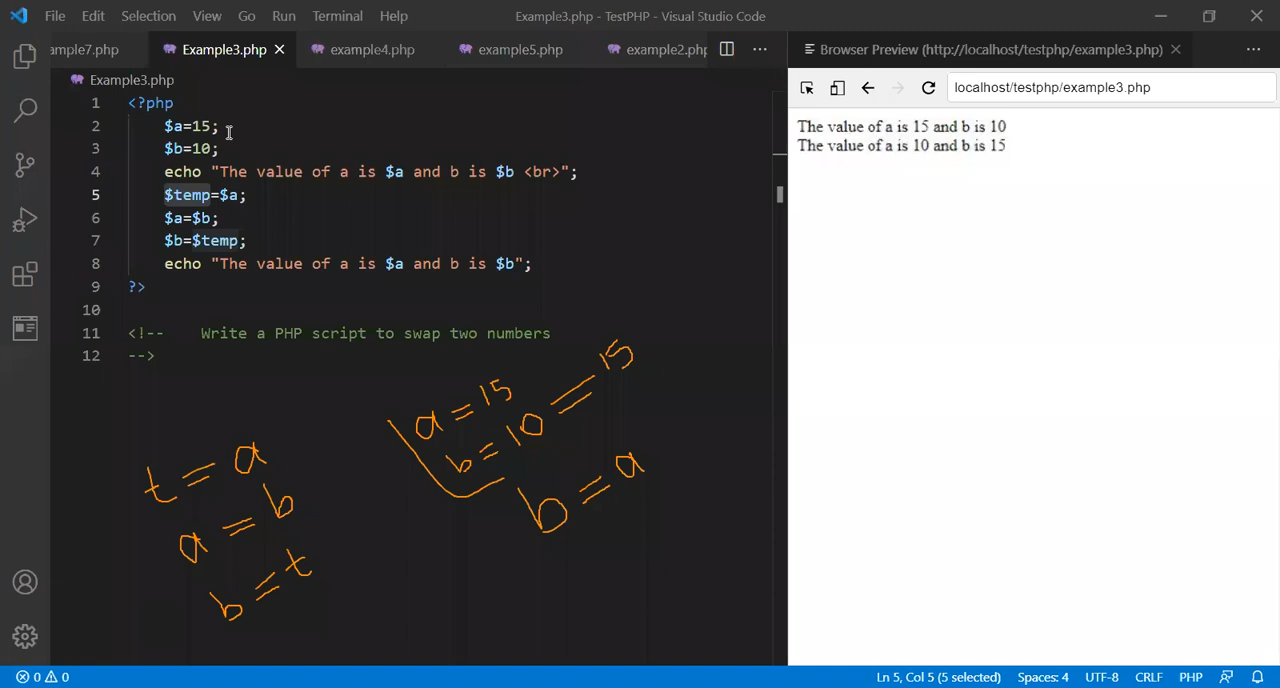 File Edit Selection View Go Run Terminal Help
Example3.php - TestPHP - Visual Studio Code
ample7.php Example3.php example4.php example5.php example2.php
Browser Preview (http://localhost/testphp/example3.php)
Example3.php
localhost/testphp/example3.php
1 <?php
2 $a=15;
3 $b=10;
4 echo "The value of a is $a and b is $b <br>";
5 $temp=$a;
6 $a=$b;
7 $b=$temp;
8 echo "The value of a is $a and b is $b";
9 ?>
10
11 <!-- Write a PHP script to swap two numbers
12 -->
The value of a is 15 and b is 10
The value of a is 10 and b is 15
t = a
a = b
b = t
a = 15
b = 10 = 15
b = a
0 0
Ln 5, Col 5 (5 selected) Spaces: 4 UTF-8 CRLF PHP